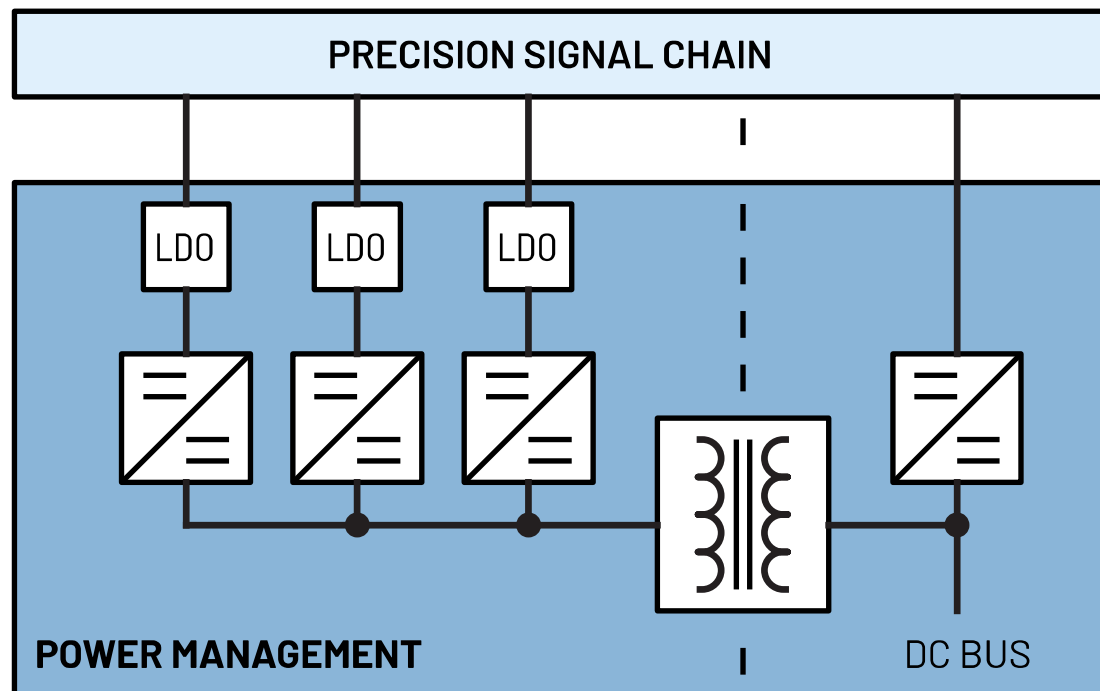 PRECISION SIGNAL CHAIN
LDO
LDO
LDO
POWER MANAGEMENT
DC BUS